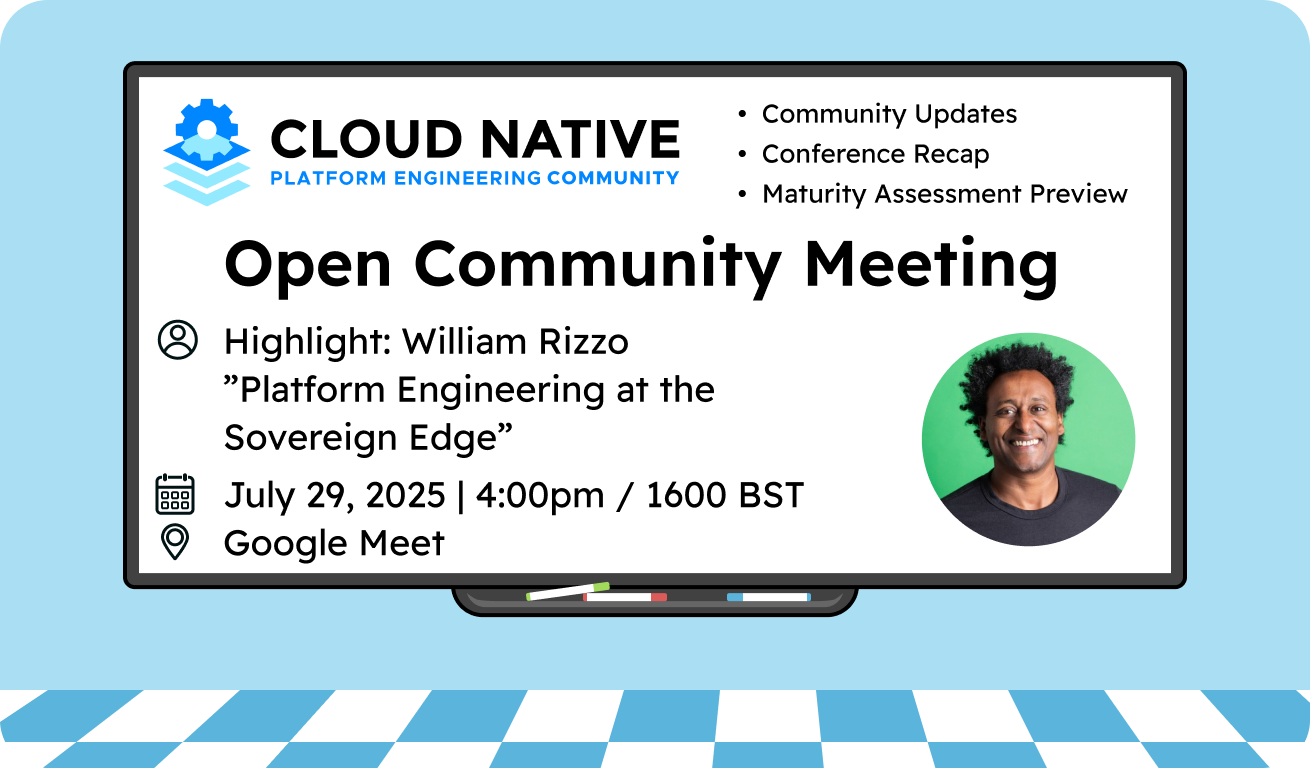 CLOUD NATIVE
PLATFORM ENGINEERING COMMUNITY
• Community Updates
• Conference Recap
• Maturity Assessment Preview
Open Community Meeting
Highlight: William Rizzo
”Platform Engineering at the
Sovereign Edge”
July 29, 2025 | 4:00pm / 1600 BST
Google Meet